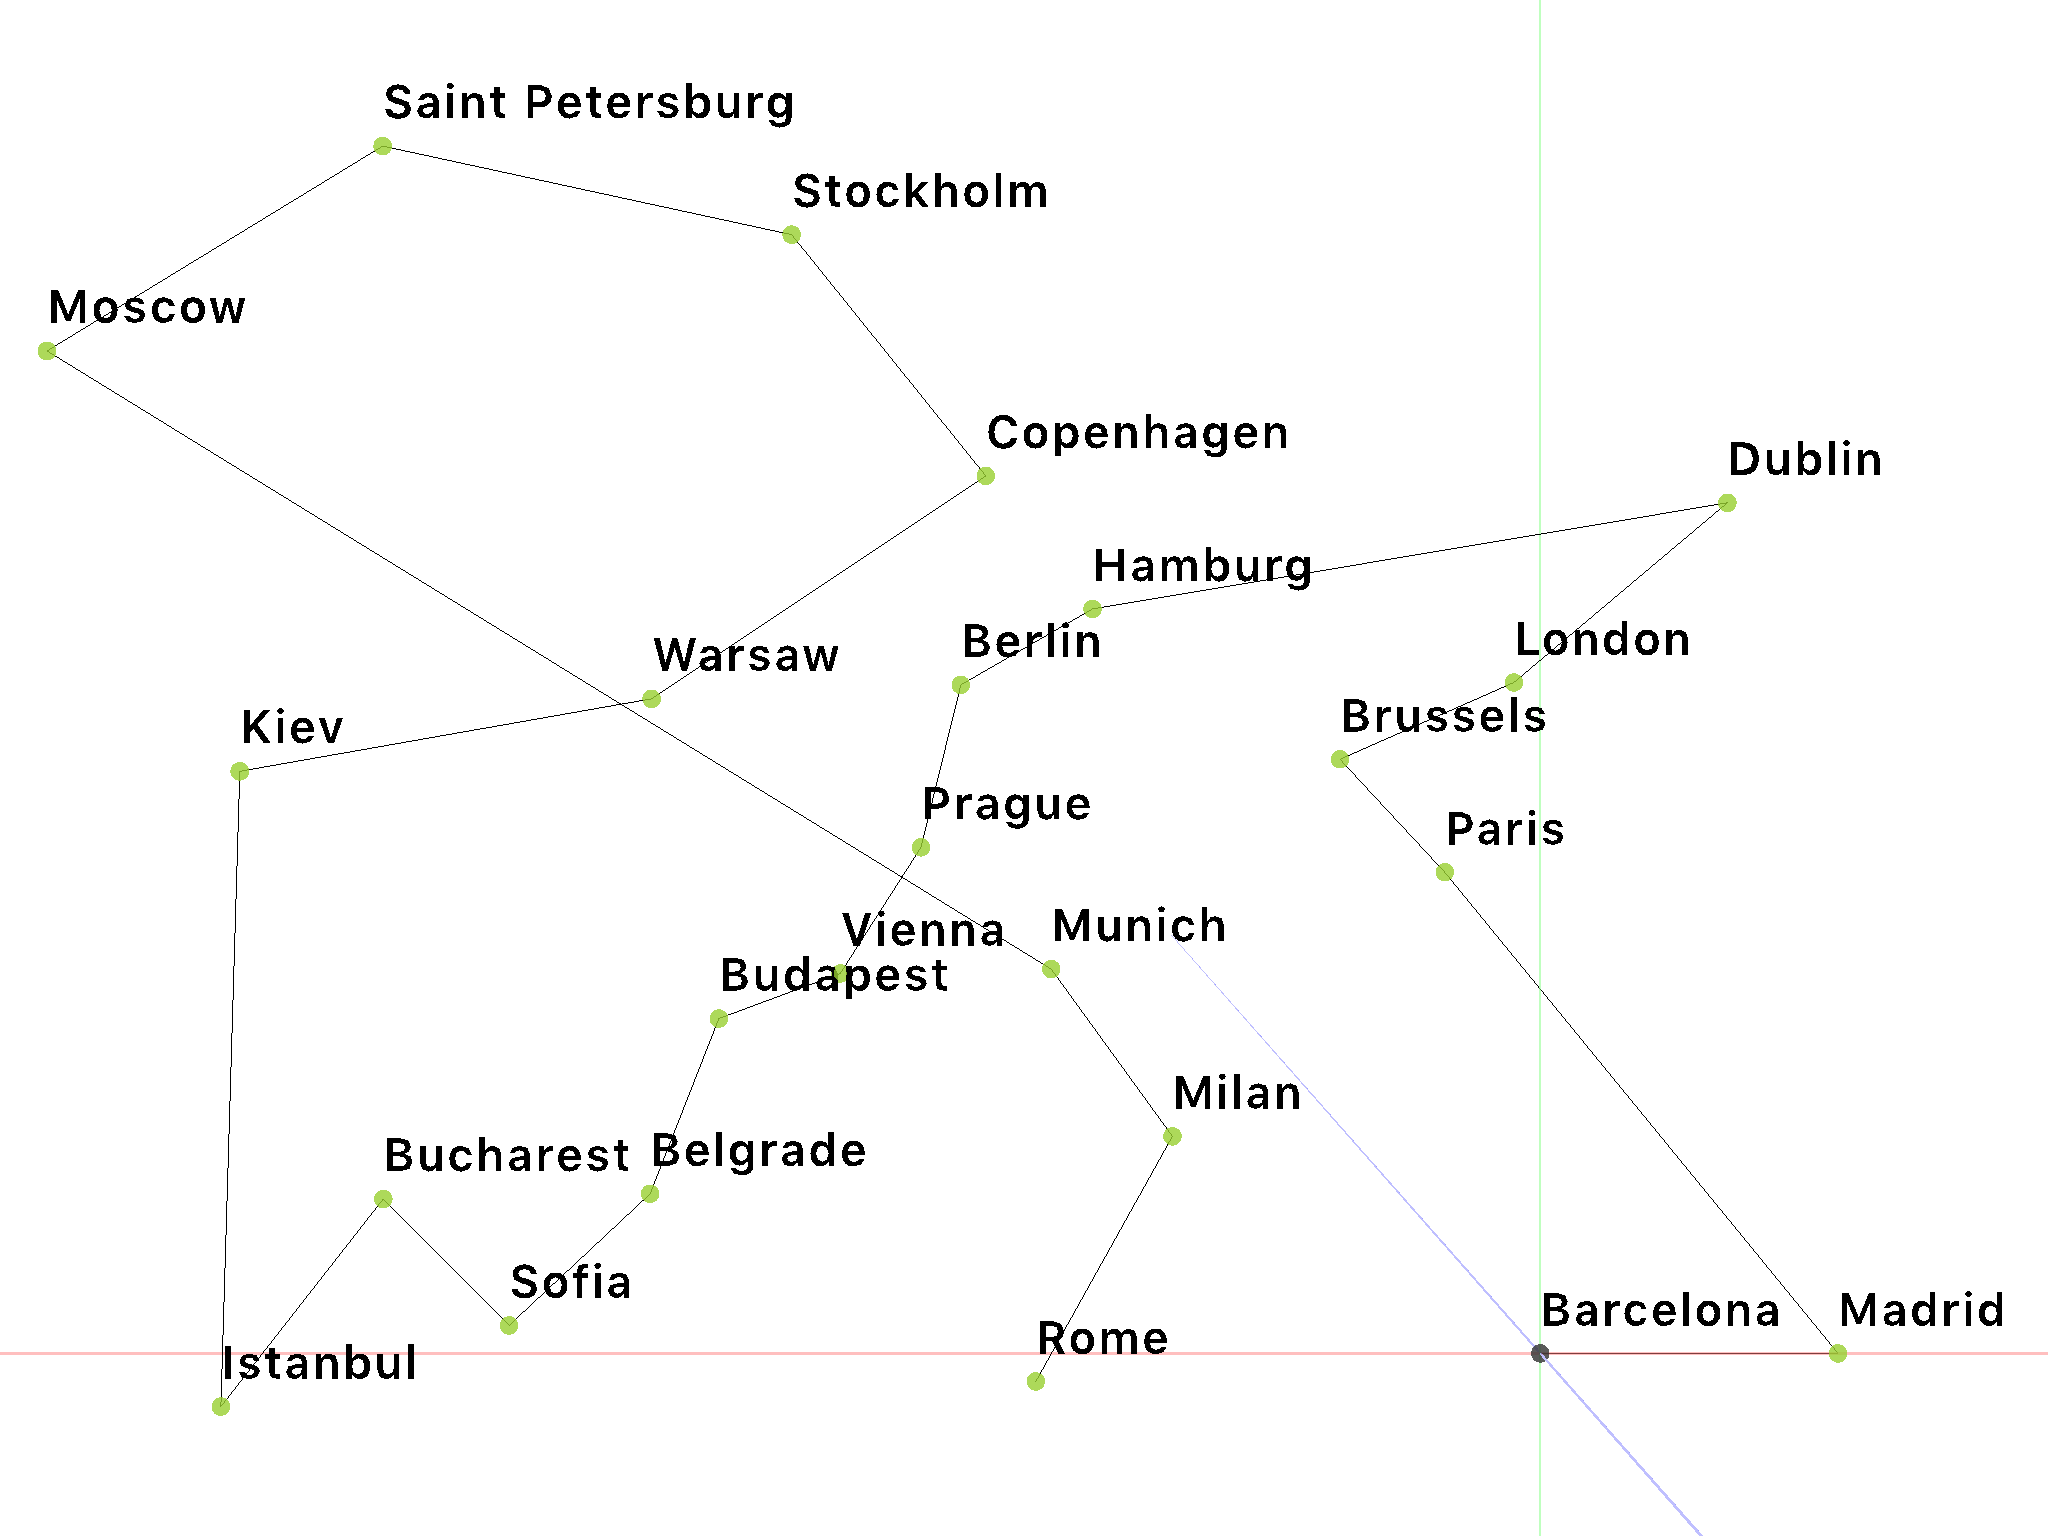 Saint Petersburg
Stockholm
Moscow
Copenhagen
Dublin
Hamburg
Berlin
London
Warsaw
Brussels
Kiev
Prague
Paris
Vienna
Munich
Budapest
Milan
Bucharest
Belgrade
Sofia
Barcelona
Madrid
Rome
Istanbul